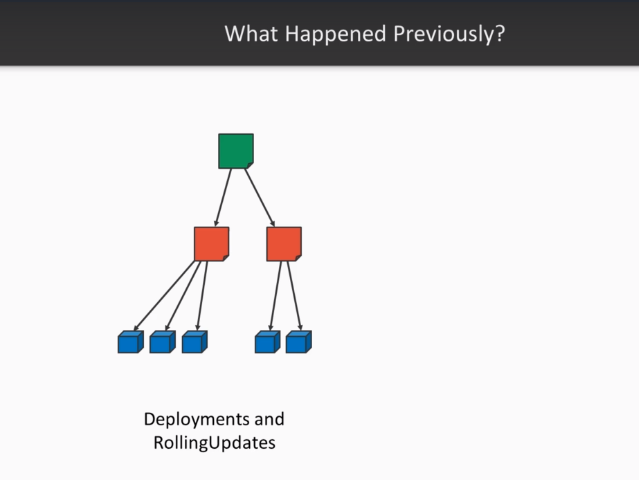 What Happened Previously?
Deployments and
RollingUpdates